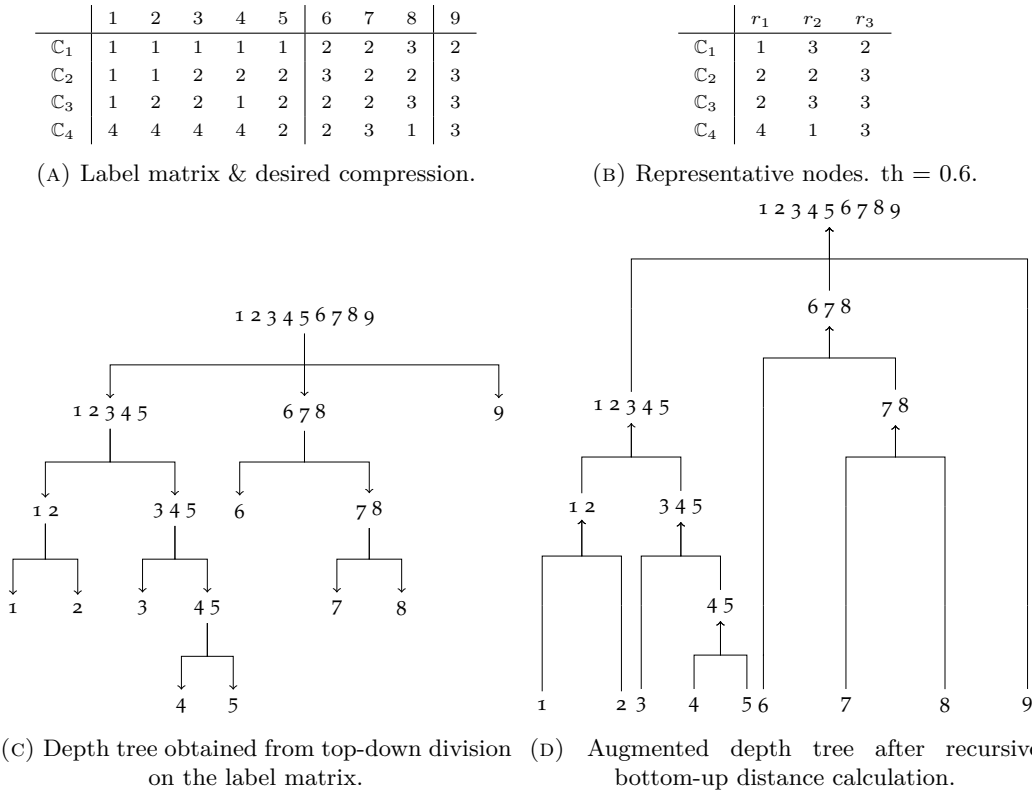 1 2 3 4 5 6 7 8 9
ℂ1 1 1 1 1 1 2 2 3 2
ℂ2 1 1 2 2 2 3 2 2 3
ℂ3 1 2 2 1 2 2 2 3 3
ℂ4 4 4 4 4 2 2 3 1 3
(A) Label matrix & desired compression.
r1 r2 r3
ℂ1 1 3 2
ℂ2 2 2 3
ℂ3 2 3 3
ℂ4 4 1 3
(B) Representative nodes. th = 0.6.
1 2 3 4 5 6 7 8 9
1 2 3 4 5
6 7 8
9
1 2
3 4 5
6
7 8
1
2
3
4 5
7
8
4
5
(C) Depth tree obtained from top-down division
on the label matrix.
1 2 3 4 5 6 7 8 9
6 7 8
1 2 3 4 5
7 8
1 2
3 4 5
4 5
1
2
3
4
5
6
7
8
9
(D) Augmented depth tree after recursive
bottom-up distance calculation.